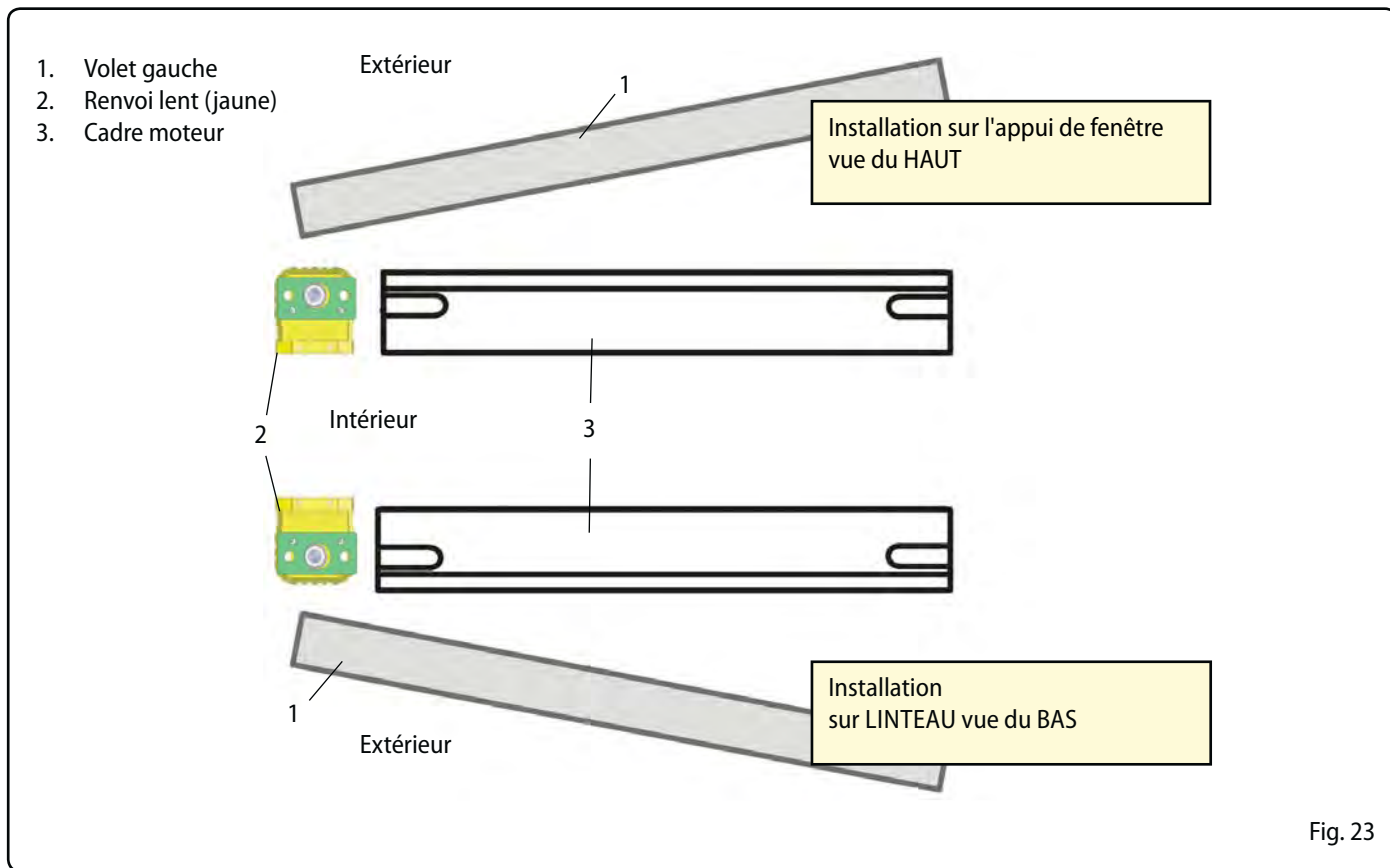 1. Volet gauche
2. Renvoi lent (jaune)
3. Cadre moteur
Extérieur
1
Installation sur l'appui de fenêtre
vue du HAUT
2
Intérieur
3
1
Extérieur
Installation
sur LINTEAU vue du BAS
Fig. 23